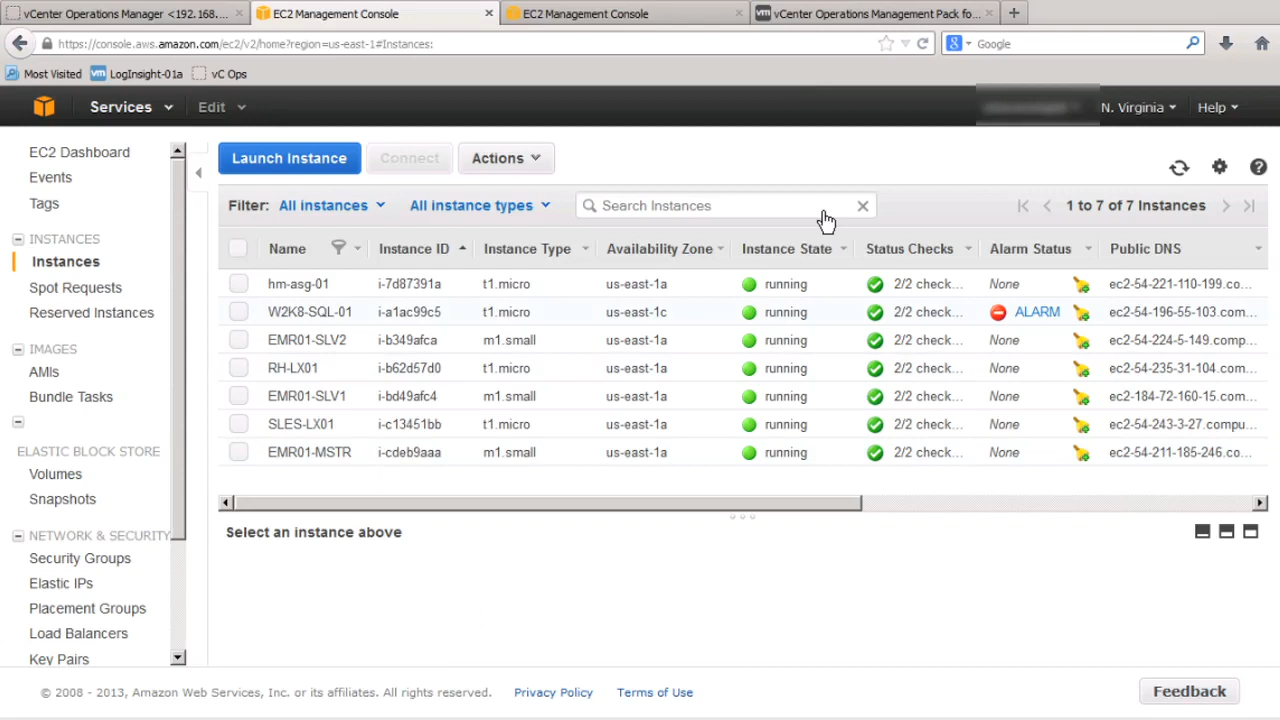 vCenter Operations Manager <192.168.... EC2 Management Console EC2 Management Console vCenter Operations Management Pack fo...
https://console.aws.amazon.com/ec2/v2/home?region=us-east-1#Instances: Google
Most Visited LogInsight-01a vC Ops
Services Edit N. Virginia Help
EC2 Dashboard
Events
Tags
INSTANCES
Instances
Spot Requests
Reserved Instances
IMAGES
AMIs
Bundle Tasks
ELASTIC BLOCK STORE
Volumes
Snapshots
NETWORK & SECURITY
Security Groups
Elastic IPs
Placement Groups
Load Balancers
Key Pairs
Launch Instance Connect Actions
Filter: All instances All instance types Search Instances 1 to 7 of 7 Instances
Name Instance ID Instance Type Availability Zone Instance State Status Checks Alarm Status Public DNS
hm-asg-01 i-7d87391a t1.micro us-east-1a running 2/2 check... None ec2-54-221-110-199.co...
W2K8-SQL-01 i-a1ac99c5 t1.micro us-east-1c running 2/2 check... ALARM ec2-54-196-55-103.com...
EMR01-SLV2 i-b349afca m1.small us-east-1a running 2/2 check... None ec2-54-224-5-149.comp...
RH-LX01 i-b62d57d0 t1.micro us-east-1a running 2/2 check... None ec2-54-235-31-104.com...
EMR01-SLV1 i-bd49afc4 m1.small us-east-1a running 2/2 check... None ec2-184-72-160-15.com...
SLES-LX01 i-c13451bb t1.micro us-east-1a running 2/2 check... None ec2-54-243-3-27.compu...
EMR01-MSTR i-cdeb9aaa m1.small us-east-1a running 2/2 check... None ec2-54-211-185-246.co...
Select an instance above
© 2008 - 2013, Amazon Web Services, Inc. or its affiliates. All rights reserved. Privacy Policy Terms of Use Feedback